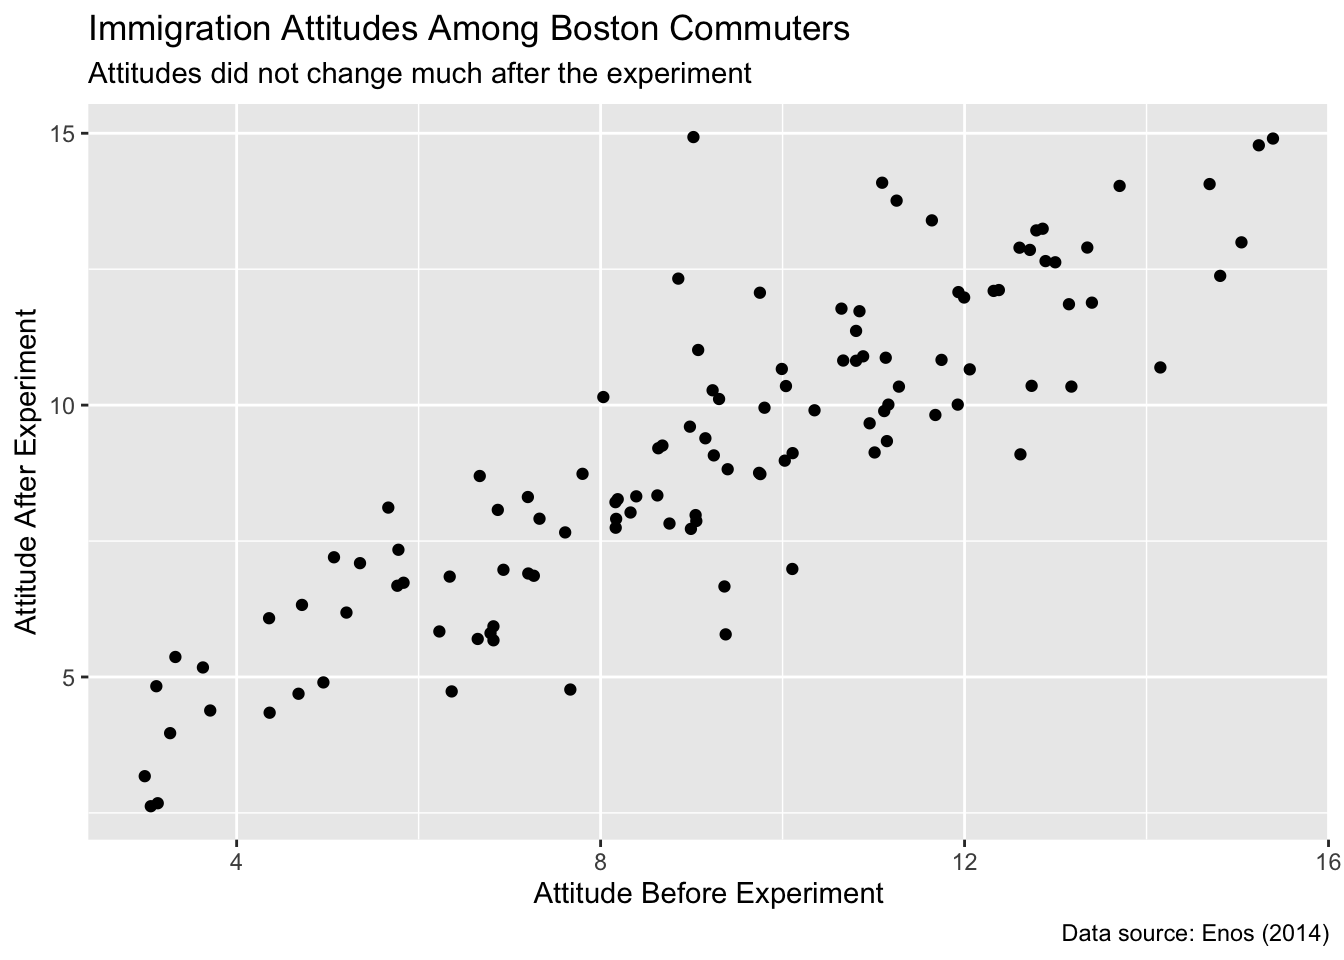 Immigration Attitudes Among Boston Commuters
Attitudes did not change much after the experiment
15
10
5
Attitude After Experiment
4 8 12 16
Attitude Before Experiment
Data source: Enos (2014)